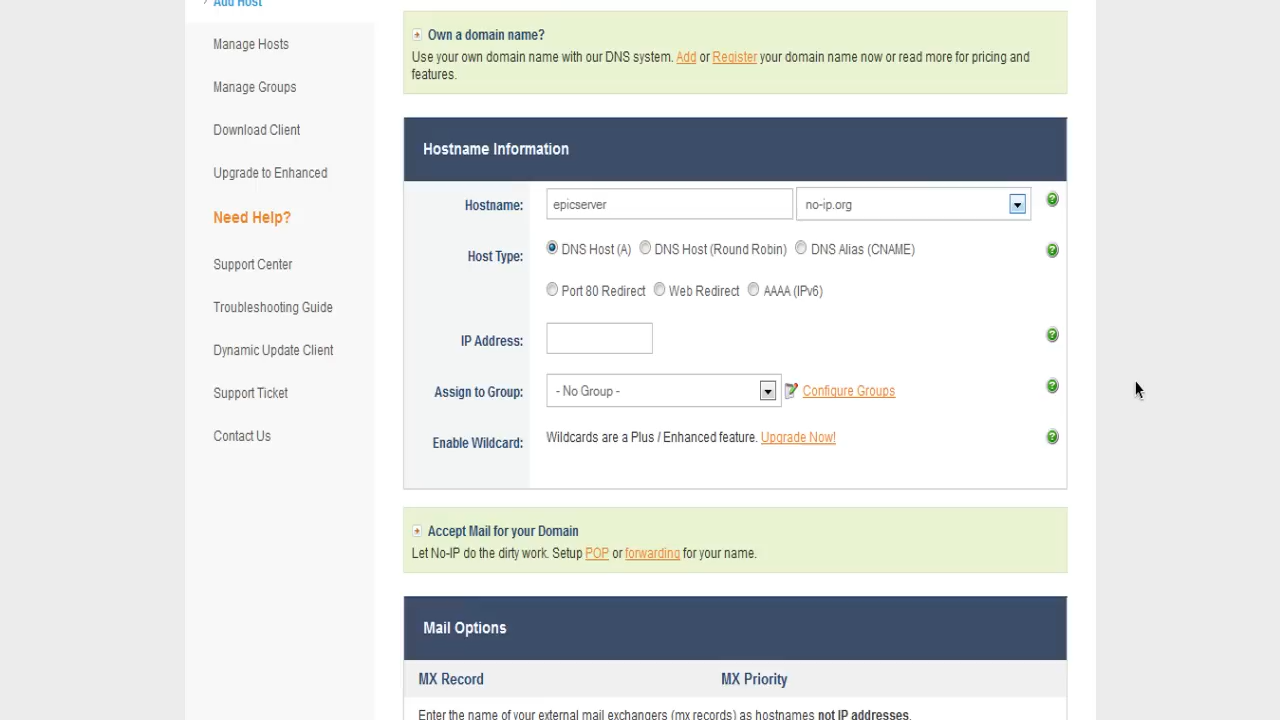 Add Host
Manage Hosts
Manage Groups
Download Client
Upgrade to Enhanced
Need Help?
Support Center
Troubleshooting Guide
Dynamic Update Client
Support Ticket
Contact Us
Own a domain name?
Use your own domain name with our DNS system. Add or Register your domain name now or read more for pricing and
features.
Hostname Information
Hostname: epicserver no-ip.org
Host Type: DNS Host (A) DNS Host (Round Robin) DNS Alias (CNAME)
Port 80 Redirect Web Redirect AAAA (IPv6)
IP Address:
Assign to Group: - No Group - Configure Groups
Enable Wildcard: Wildcards are a Plus / Enhanced feature. Upgrade Now!
Accept Mail for your Domain
Let No-IP do the dirty work. Setup POP or forwarding for your name.
Mail Options
MX Record MX Priority
Enter the name of your external mail exchangers (mx records) as hostnames not IP addresses.